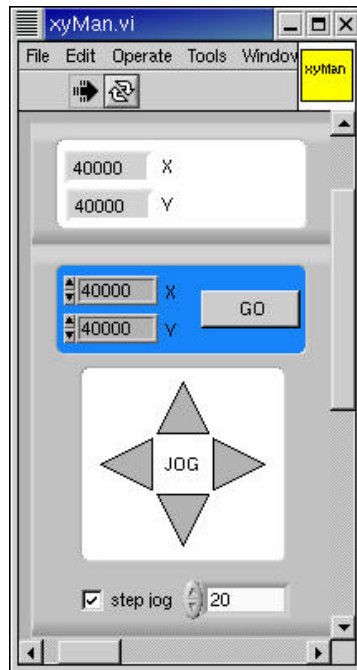 xyMan.vi
File Edit Operate Tools Window
xyMan
40000 X
40000 Y
40000 X
GO
40000 Y
JOG
step jog 20